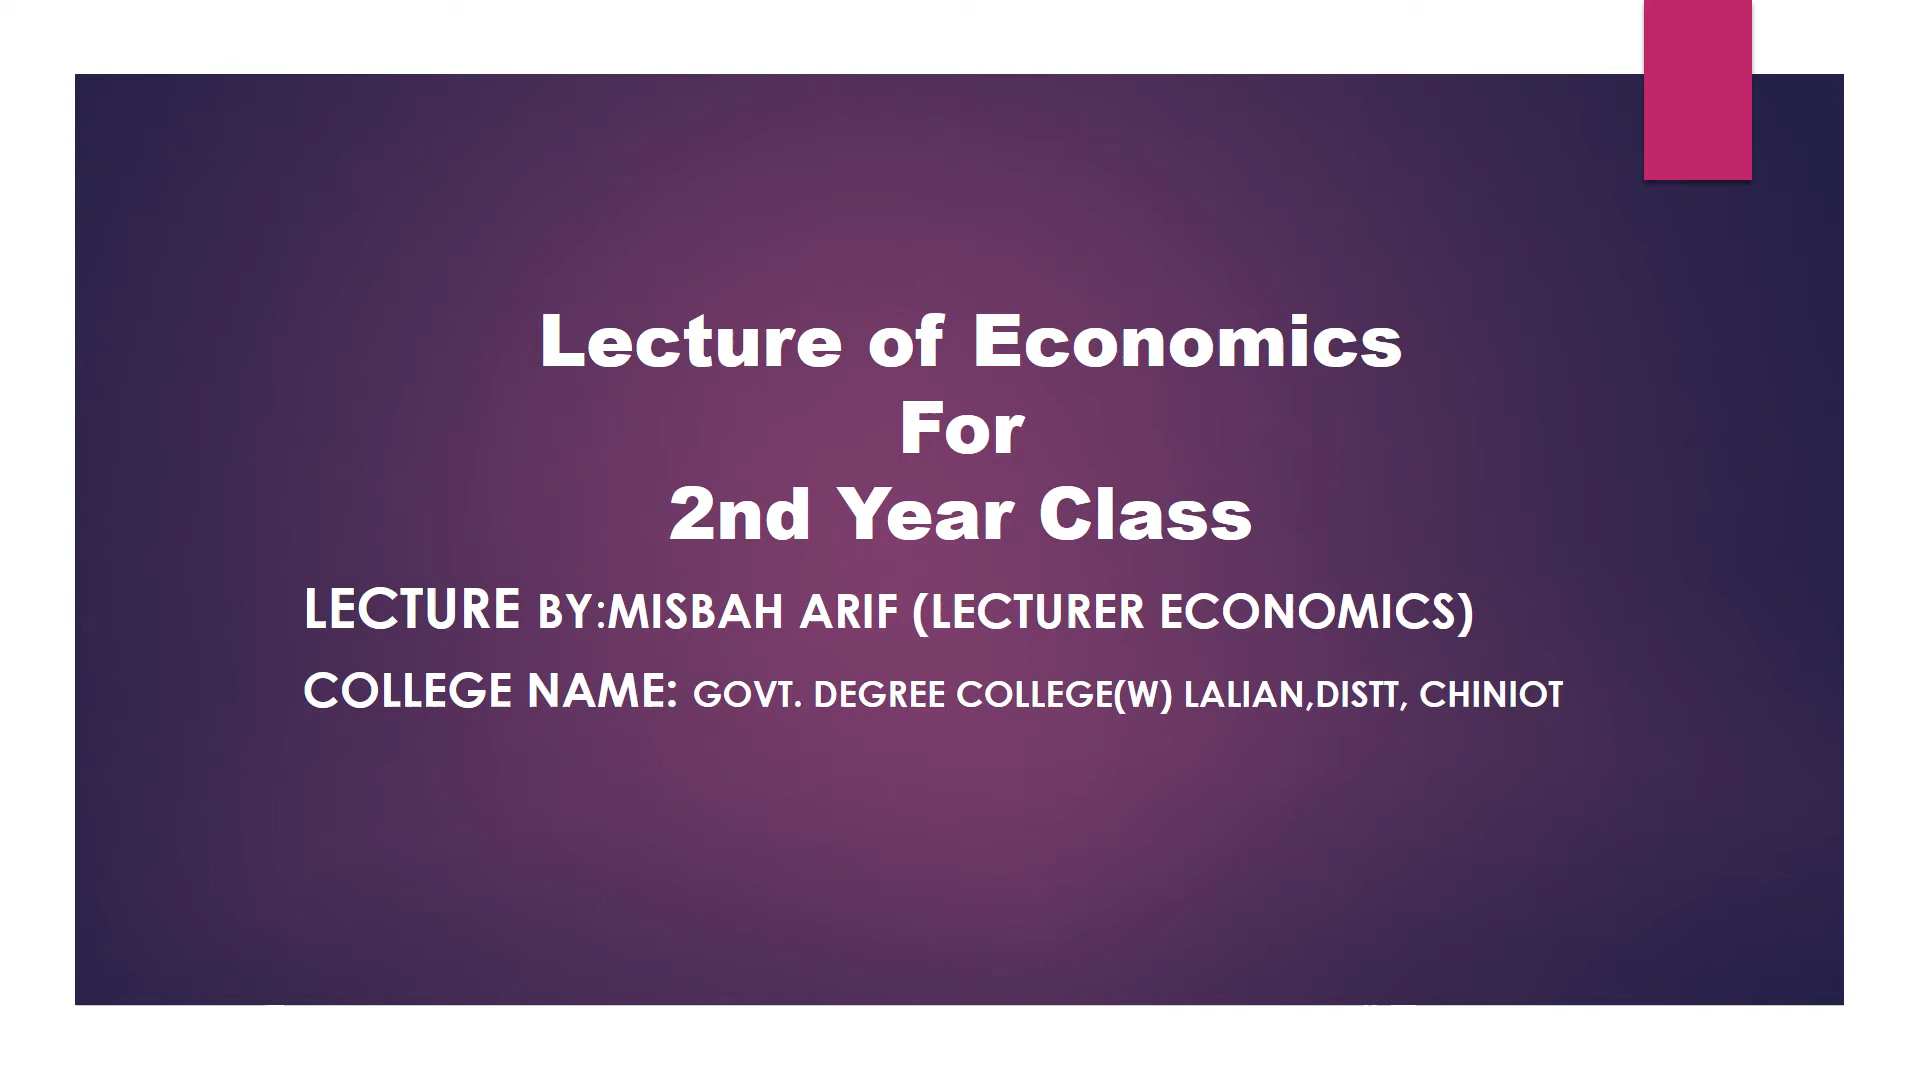 Lecture of Economics
For
2nd Year Class
LECTURE BY:MISBAH ARIF (LECTURER ECONOMICS)
COLLEGE NAME: GOVT. DEGREE COLLEGE(W) LALIAN,DISTT, CHINIOT